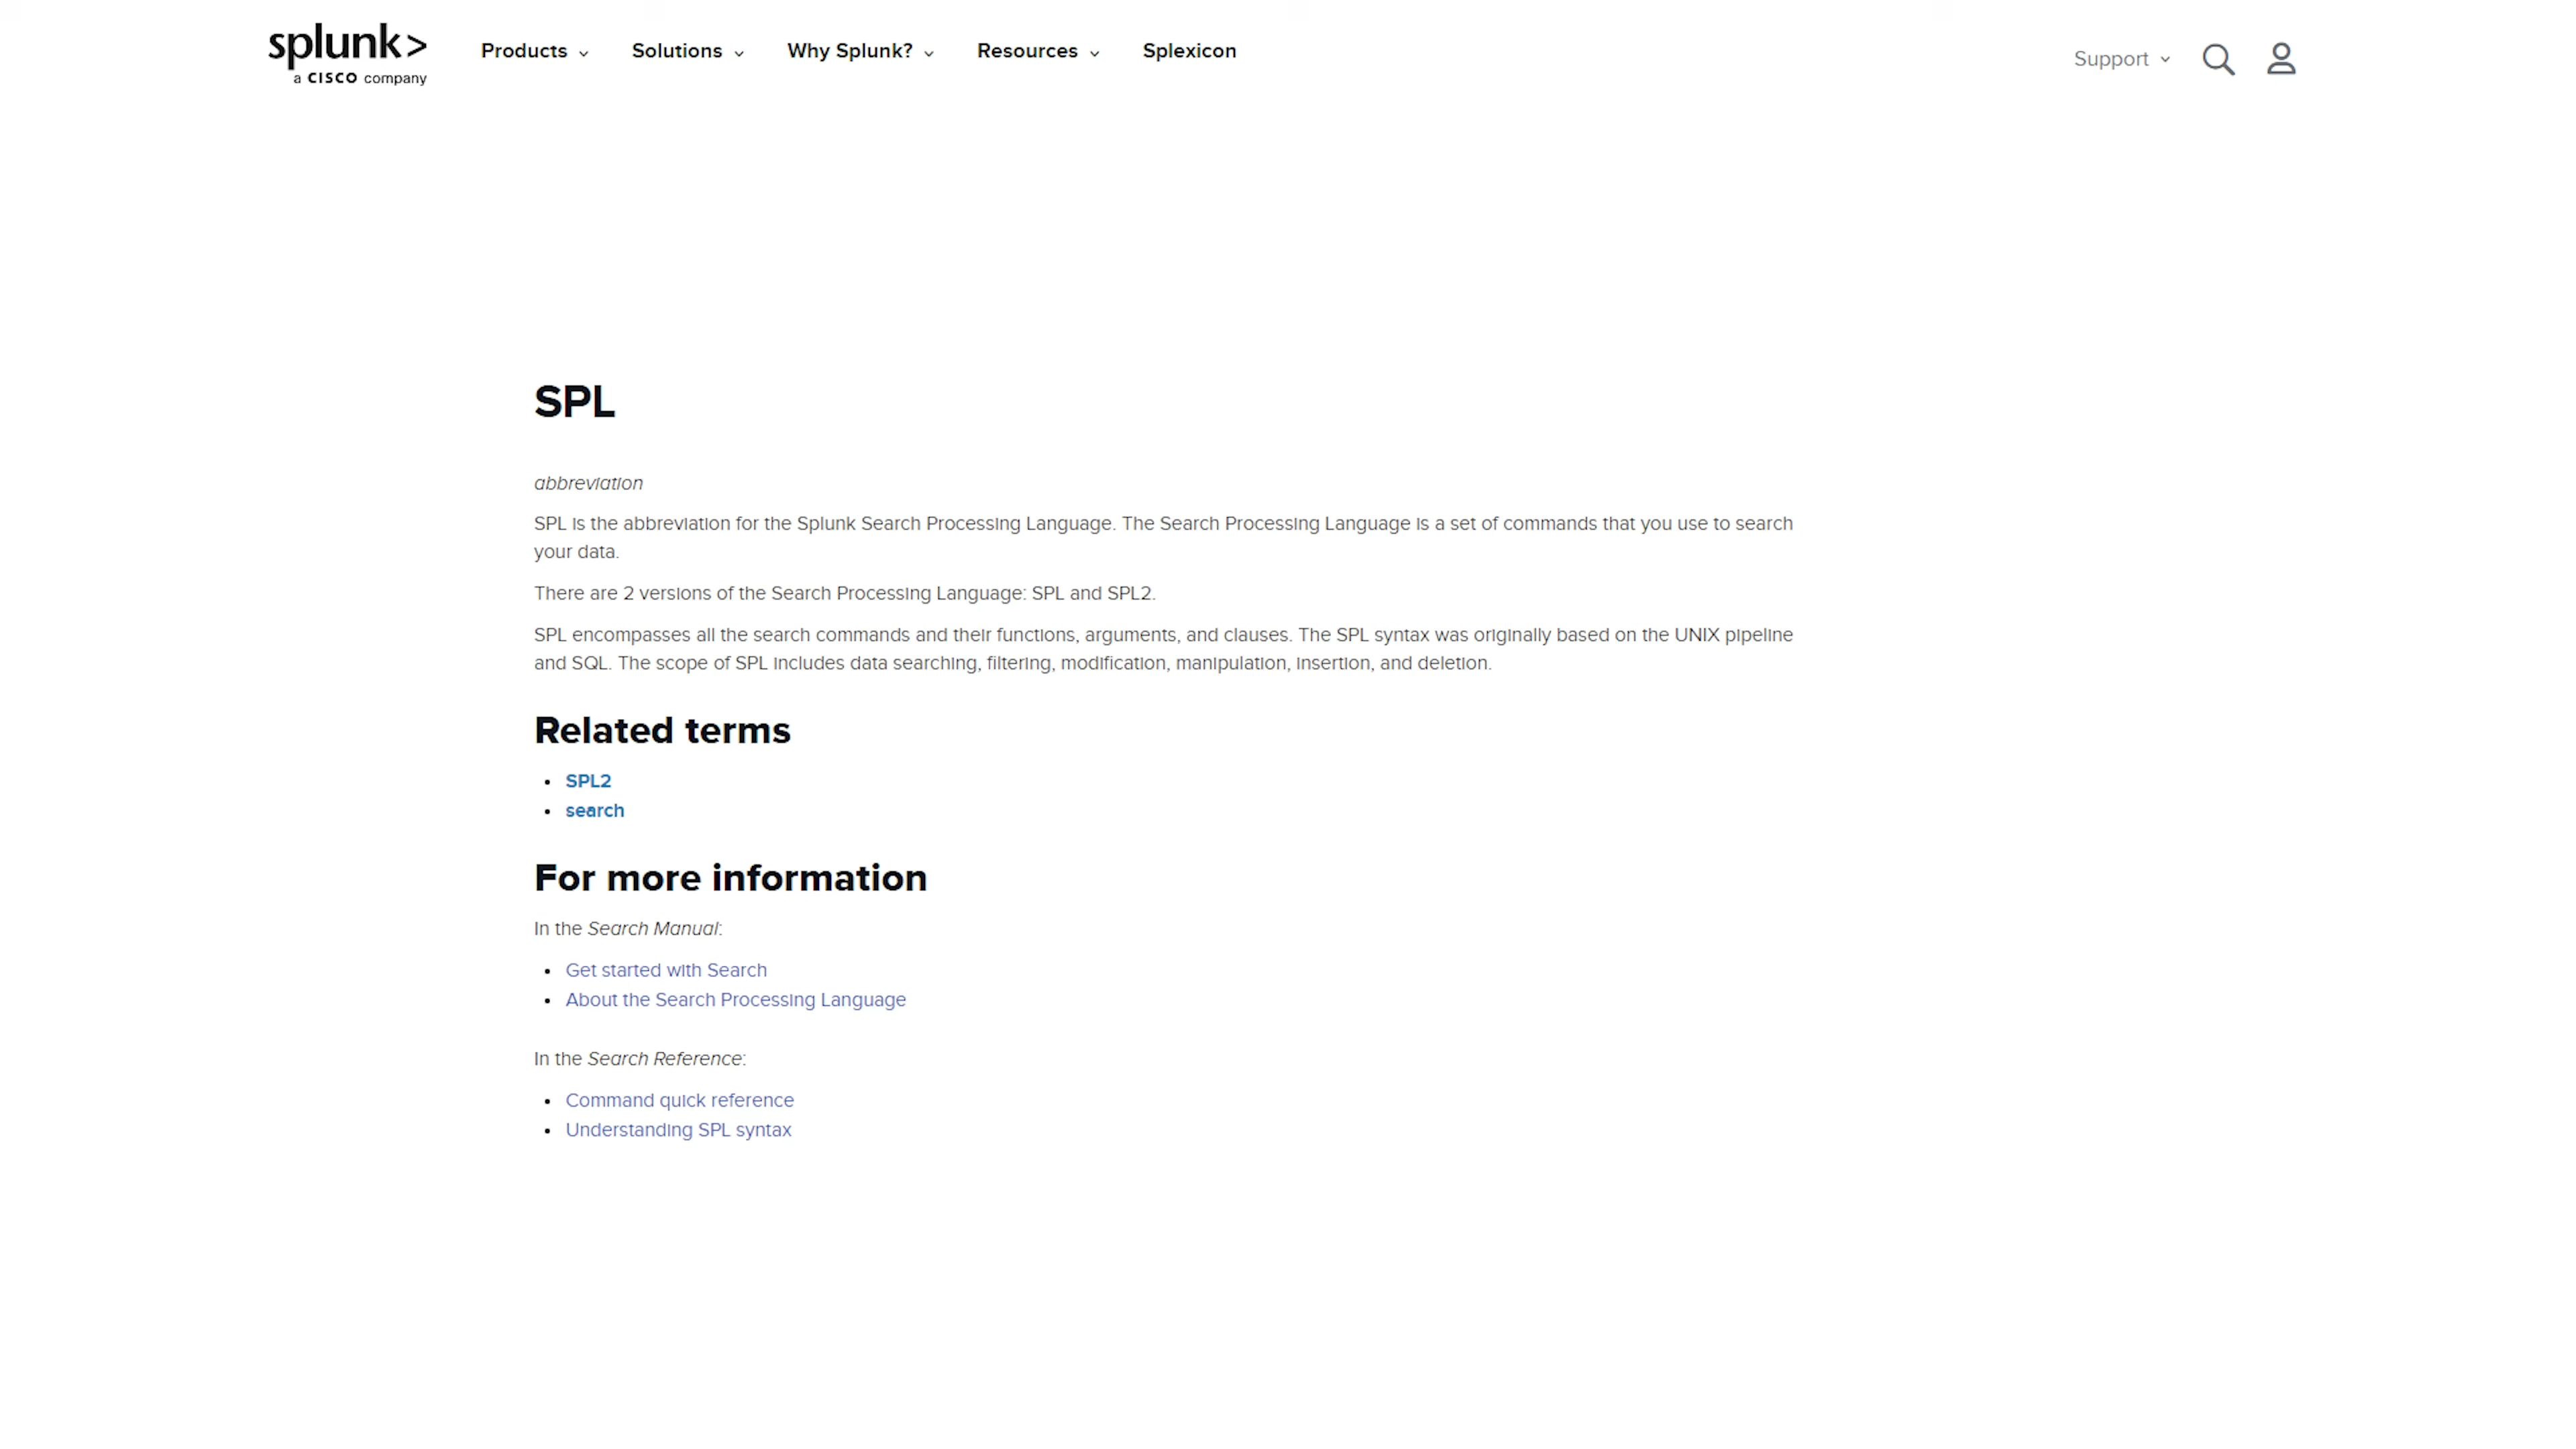 splunk>
a CISCO company
Products
Solutions
Why Splunk?
Resources
Splexicon
Support
SPL
abbreviation
SPL is the abbreviation for the Splunk Search Processing Language. The Search Processing Language is a set of commands that you use to search
your data.
There are 2 versions of the Search Processing Language: SPL and SPL2.
SPL encompasses all the search commands and their functions, arguments, and clauses. The SPL syntax was originally based on the UNIX pipeline
and SQL. The scope of SPL includes data searching, filtering, modification, manipulation, insertion, and deletion.
Related terms
• SPL2
• search
For more information
In the Search Manual:
• Get started with Search
• About the Search Processing Language
In the Search Reference:
• Command quick reference
• Understanding SPL syntax